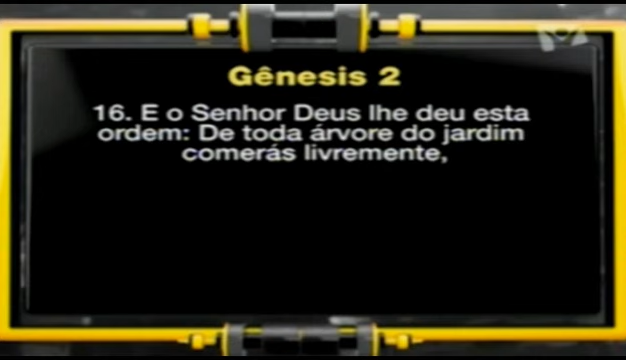 Gênesis 2
16. E o Senhor Deus lhe deu esta
ordem: De toda árvore do jardim
comerás livremente,